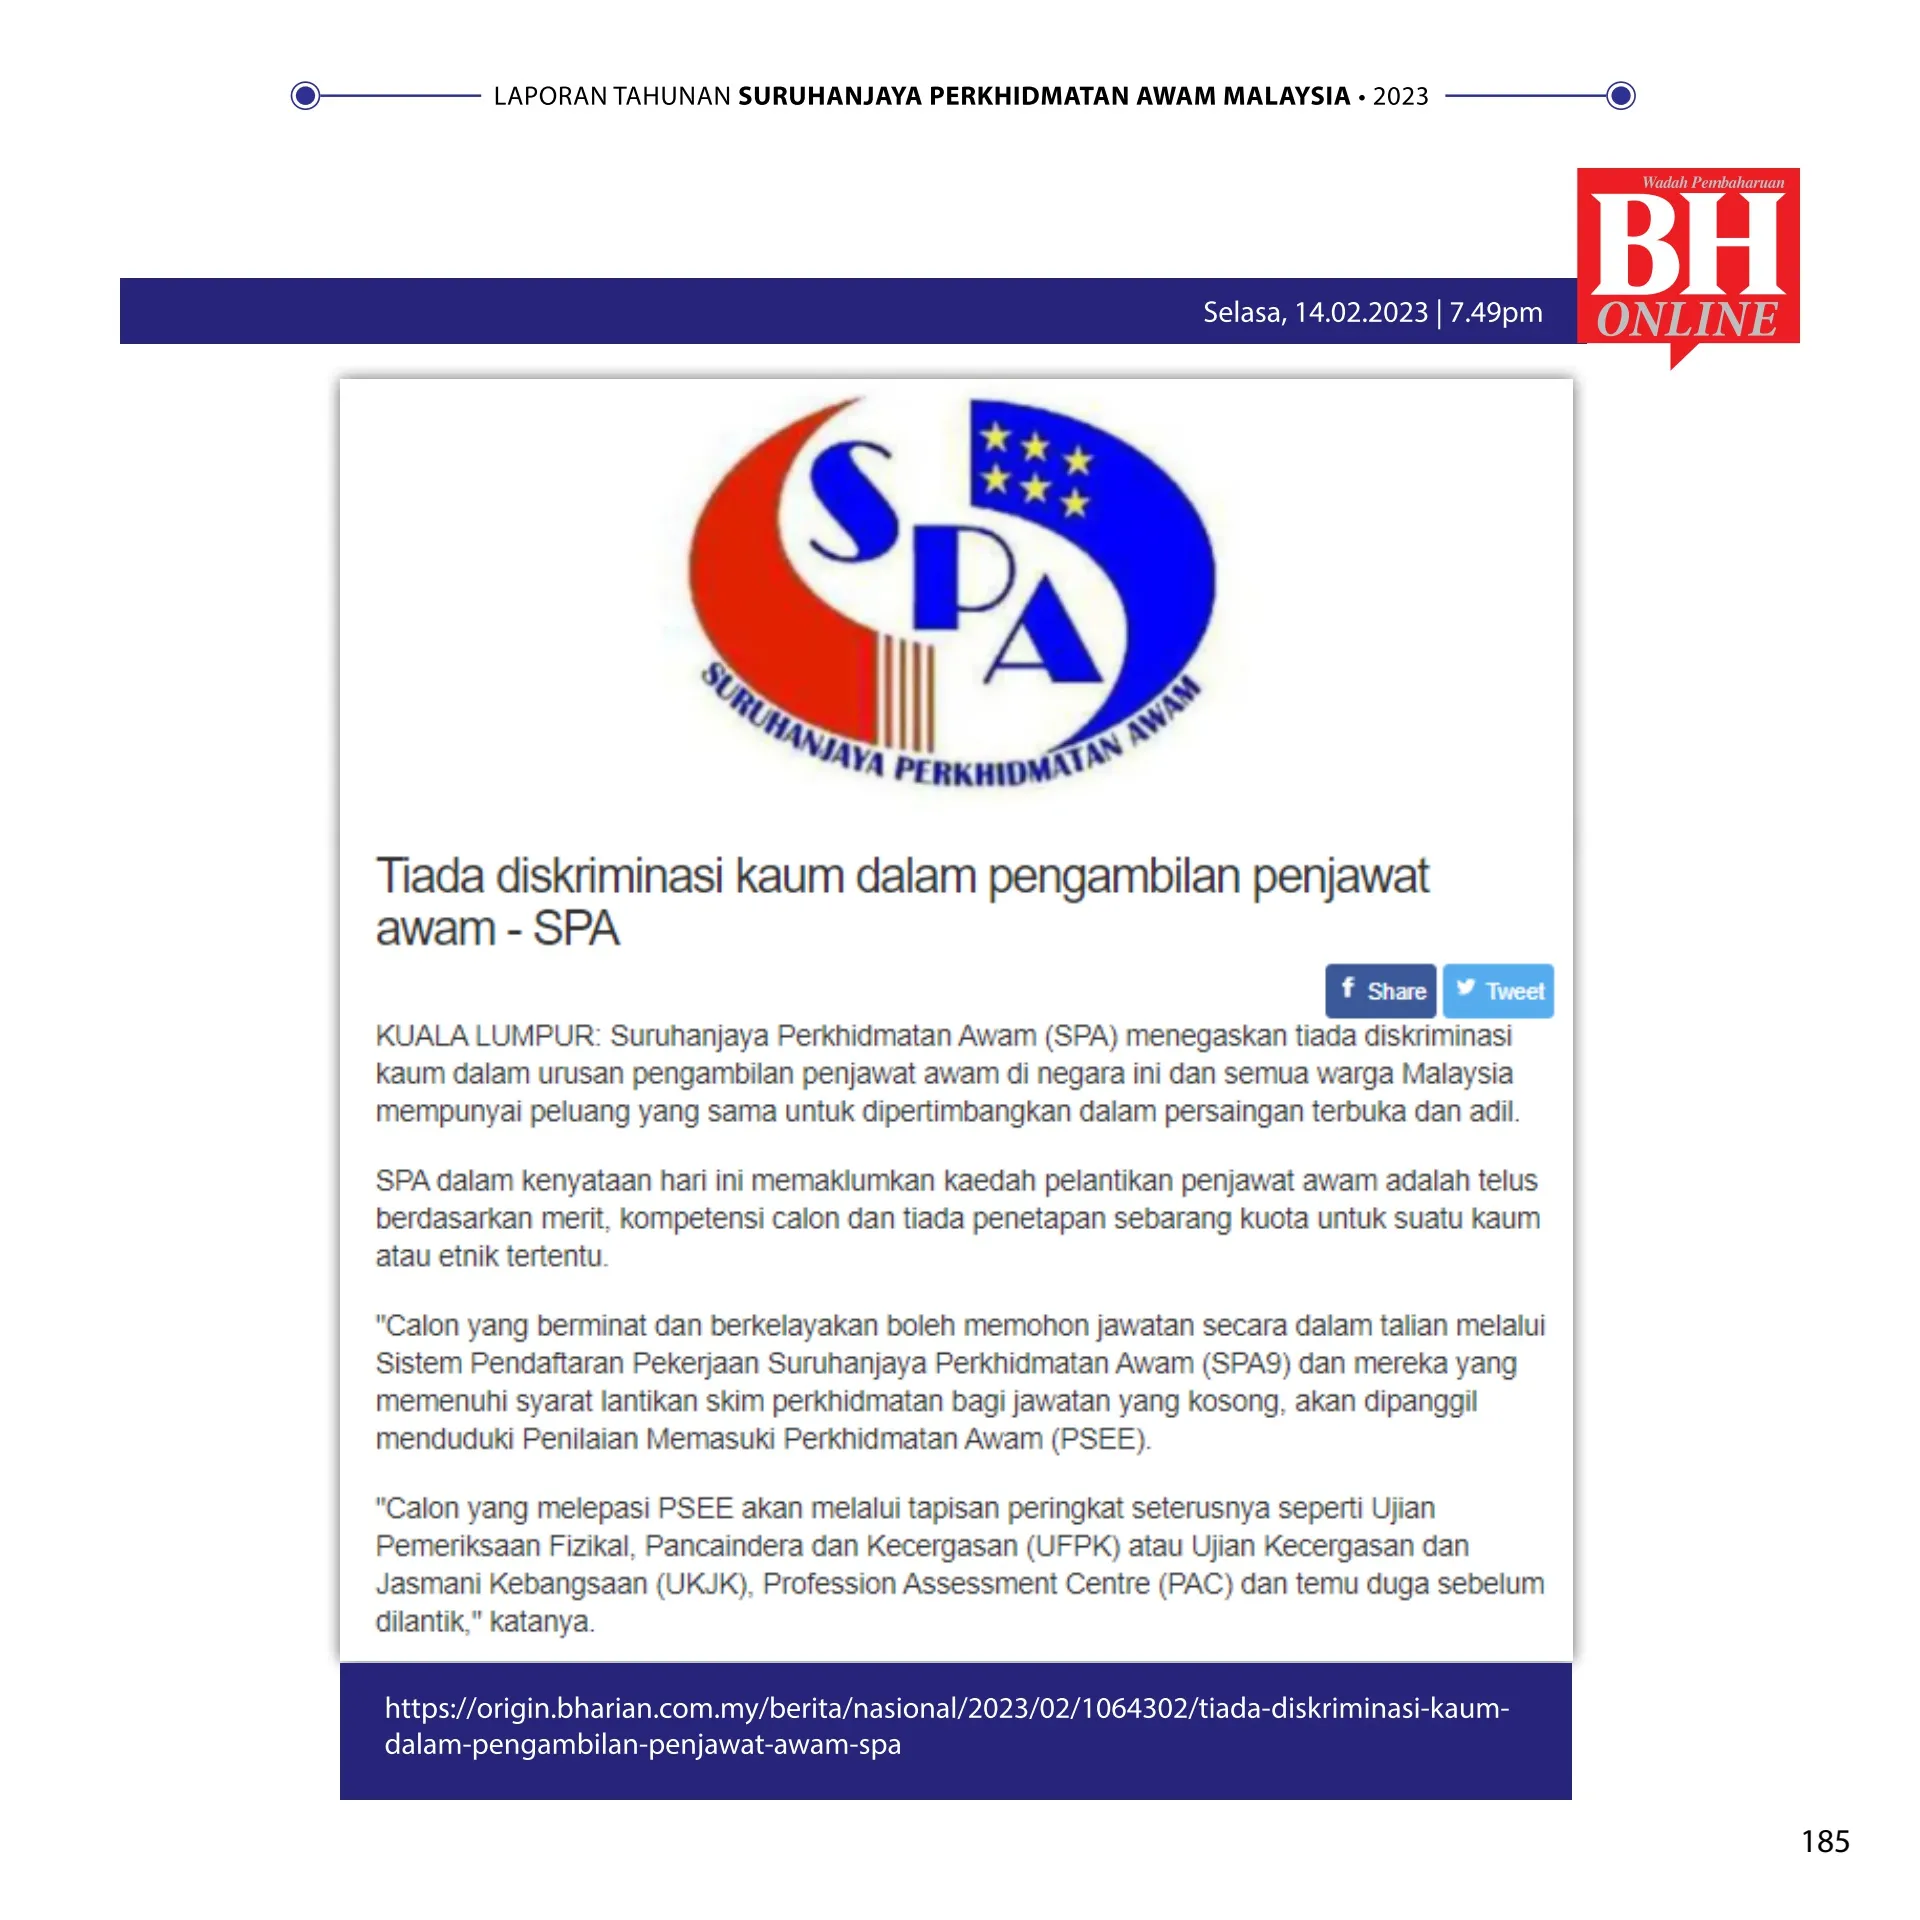 LAPORAN TAHUNAN SURUHANJAYA PERKHIDMATAN AWAM MALAYSIA • 2023
Wadah Pembaharuan
BH
ONLINE
Selasa, 14.02.2023 | 7.49pm
SPA
SURUHANJAYA PERKHIDMATAN AWAM
Tiada diskriminasi kaum dalam pengambilan penjawat
awam - SPA
Share Tweet
KUALA LUMPUR: Suruhanjaya Perkhidmatan Awam (SPA) menegaskan tiada diskriminasi
kaum dalam urusan pengambilan penjawat awam di negara ini dan semua warga Malaysia
mempunyai peluang yang sama untuk dipertimbangkan dalam persaingan terbuka dan adil.
SPA dalam kenyataan hari ini memaklumkan kaedah pelantikan penjawat awam adalah telus
berdasarkan merit, kompetensi calon dan tiada penetapan sebarang kuota untuk suatu kaum
atau etnik tertentu.
"Calon yang berminat dan berkelayakan boleh memohon jawatan secara dalam talian melalui
Sistem Pendaftaran Pekerjaan Suruhanjaya Perkhidmatan Awam (SPA9) dan mereka yang
memenuhi syarat lantikan skim perkhidmatan bagi jawatan yang kosong, akan dipanggil
menduduki Penilaian Memasuki Perkhidmatan Awam (PSEE).
"Calon yang melepasi PSEE akan melalui tapisan peringkat seterusnya seperti Ujian
Pemeriksaan Fizikal, Pancaindera dan Kecergasan (UFPK) atau Ujian Kecergasan dan
Jasmani Kebangsaan (UKJK), Profession Assessment Centre (PAC) dan temu duga sebelum
dilantik," katanya.
https://origin.bharian.com.my/berita/nasional/2023/02/1064302/tiada-diskriminasi-kaum-
dalam-pengambilan-penjawat-awam-spa
185